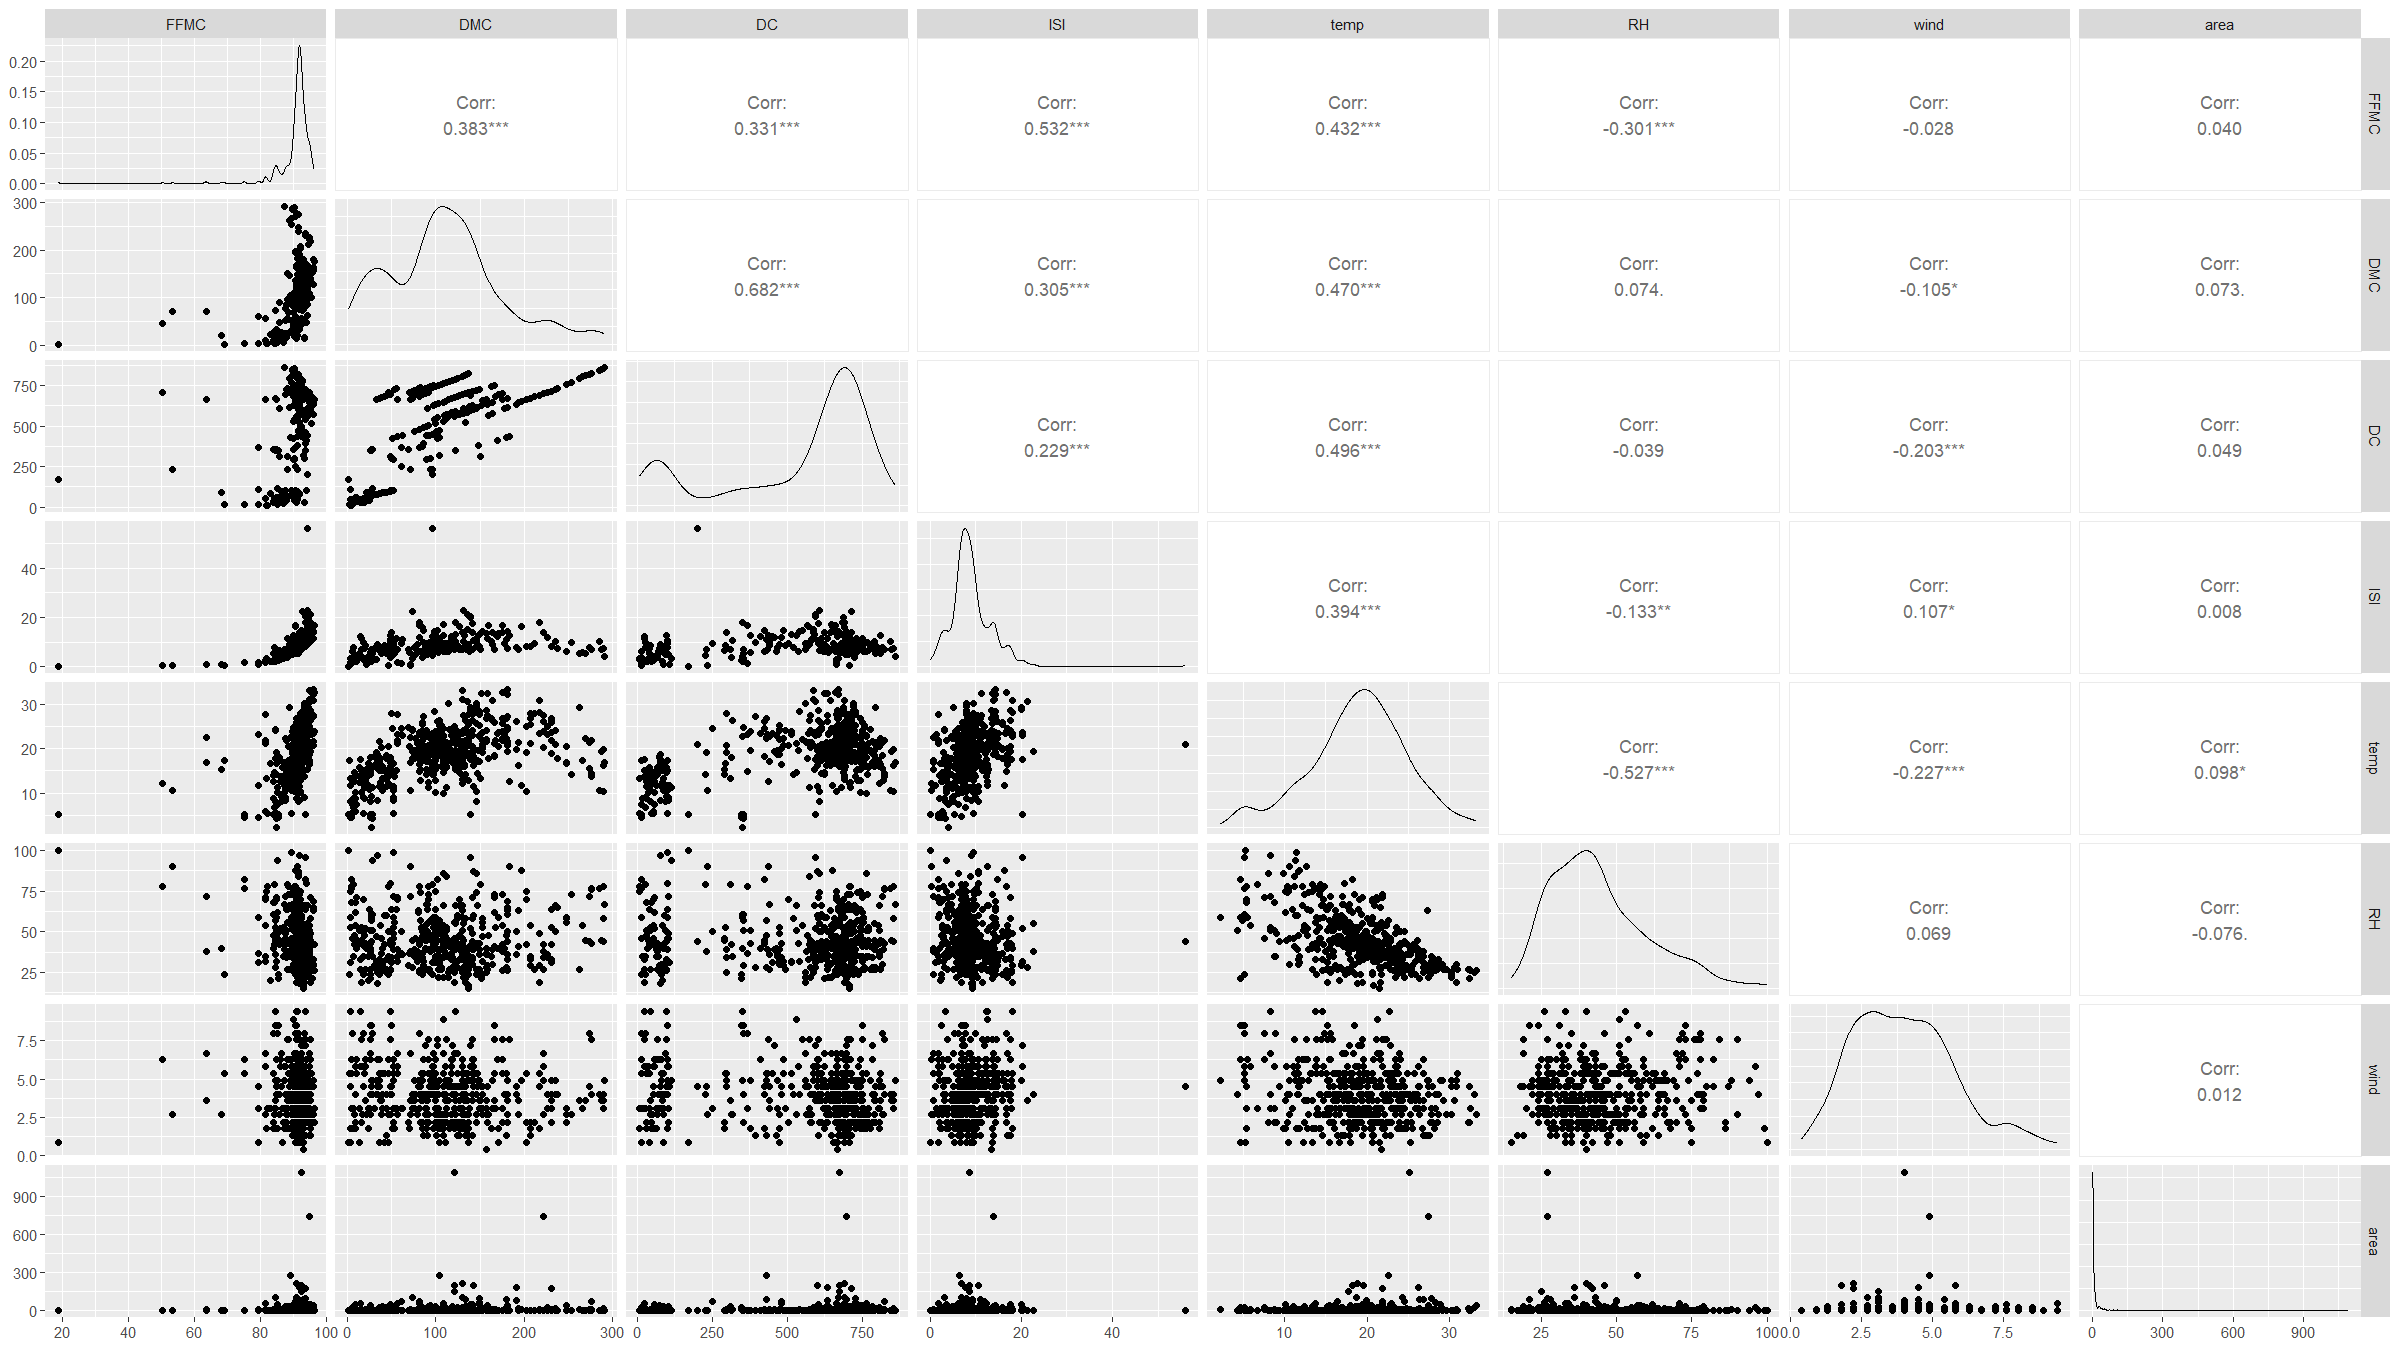 FFMC DMC DC ISI temp RH wind area
0.20
0.15
0.10
0.05
0.00
Corr: Corr: Corr: Corr: Corr: Corr: Corr:
0.383*** 0.331*** 0.532*** 0.432*** -0.301*** -0.028 0.040
FFMC
300
200
100
0
Corr: Corr: Corr: Corr: Corr: Corr:
0.682*** 0.305*** 0.470*** 0.074. -0.105* 0.073.
DMC
750
500
250
0
Corr: Corr: Corr: Corr: Corr:
0.229*** 0.496*** -0.039 -0.203*** 0.049
DC
40
20
0
Corr: Corr: Corr: Corr:
0.394*** -0.133** 0.107* 0.008
ISI
30
20
10
Corr: Corr: Corr:
-0.527*** -0.227*** 0.098*
temp
100
75
50
25
Corr: Corr:
0.069 -0.076.
RH
7.5
5.0
2.5
0.0
Corr:
0.012
wind
900
600
300
0
area
20 40 60 80 100 0 100 200 300 0 250 500 750 0 20 40 10 20 30 25 50 75 100 0.0 2.5 5.0 7.5 0 300 600 900